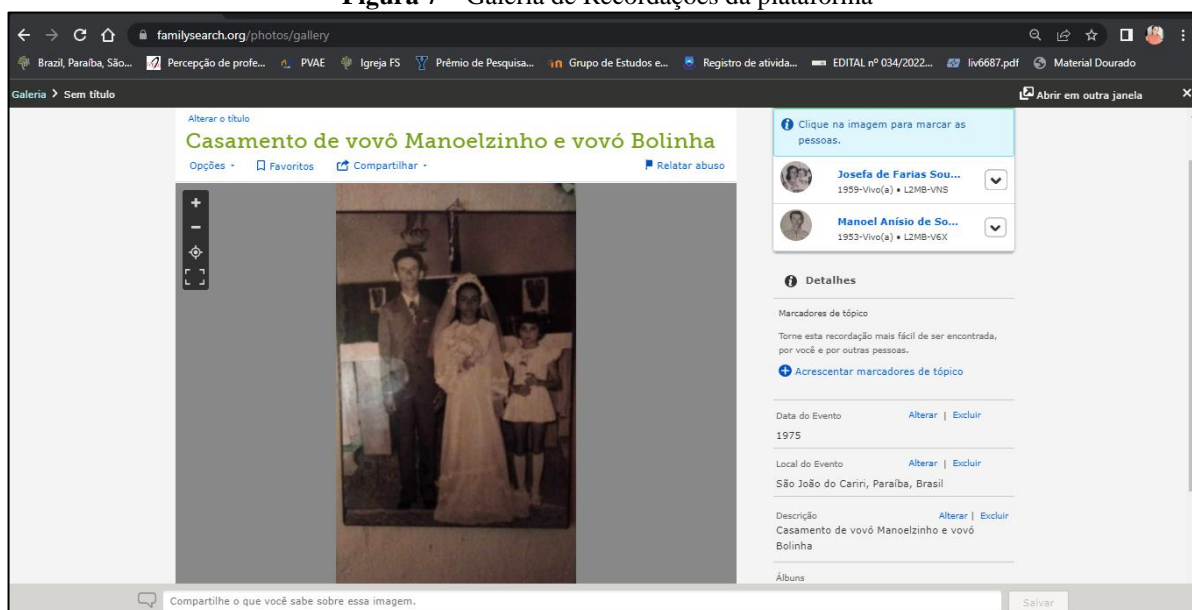 Figura 7 – Galeria de Recordações da plataforma
familysearch.org/photos/gallery
Brazil, Paraíba, São... Percepção de profe... PVAE Igreja FS Prêmio de Pesquisa... Grupo de Estudos e... Registro de ativida... EDITAL nº 034/2022... liv6687.pdf Material Dourado
Galeria > Sem título Abrir em outra janela ×
Alterar o título
Casamento de vovô Manoelzinho e vovó Bolinha
Opções Favoritos Compartilhar Relatar abuso
Clique na imagem para marcar as
pessoas.
Josefa de Farias Sou...
1959-Vivo(a) • L2MB-VNS
Manoel Anísio de So...
1953-Vivo(a) • L2MB-V6X
Detalhes
Marcadores de tópico
Torne esta recordação mais fácil de ser encontrada,
por você e por outras pessoas.
Acrescentar marcadores de tópico
Data do Evento Alterar | Excluir
1975
Local do Evento Alterar | Excluir
São João do Cariri, Paraíba, Brasil
Descrição Alterar | Excluir
Casamento de vovó Manoelzinho e vovó
Bolinha
Álbuns
Compartilhe o que você sabe sobre essa imagem. Salvar